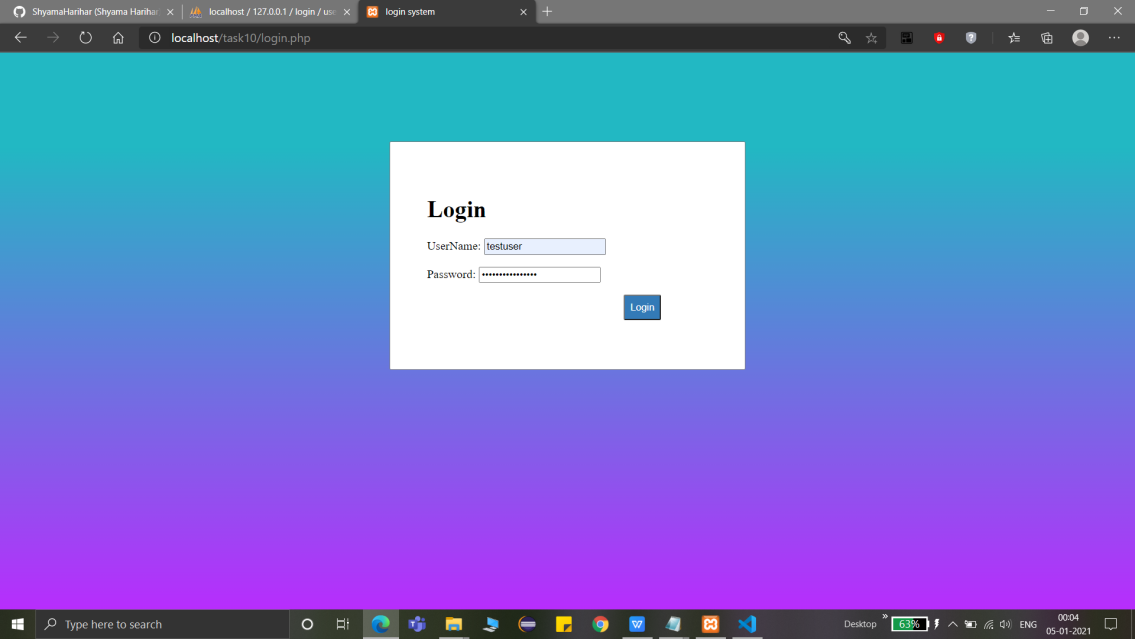 ShyamaHarihar (Shyama Harihar)
localhost / 127.0.0.1 / login / use
login system
localhost/task10/login.php
Login
UserName: testuser
Password: ••••••••••••••••
Login
Type here to search
Desktop
63%
ENG
00:04
05-01-2021